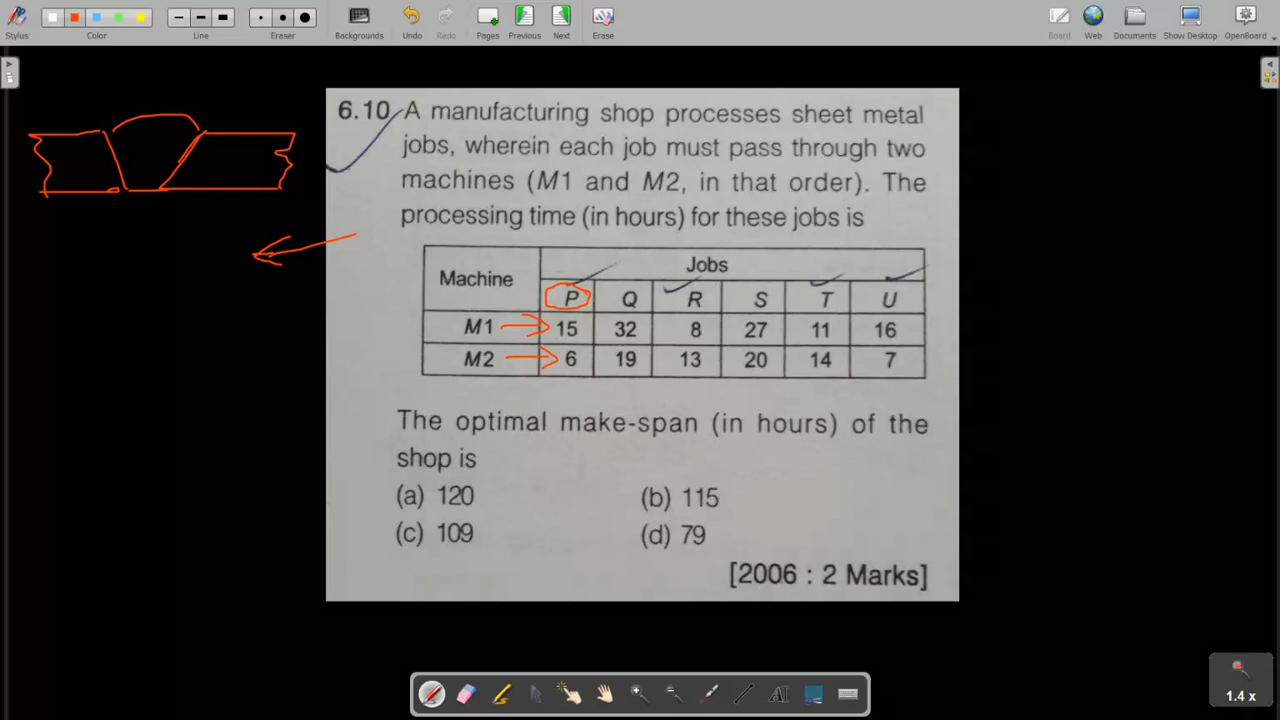 Stylus Color Line Eraser Backgrounds Undo Redo Pages Previous Next Erase Board Web Documents Show Desktop OpenBoard
6.10 A manufacturing shop processes sheet metal
jobs, wherein each job must pass through two
machines (M1 and M2, in that order). The
processing time (in hours) for these jobs is
Machine Jobs
P Q R S T U
M1 15 32 8 27 11 16
M2 6 19 13 20 14 7
The optimal make-span (in hours) of the
shop is
(a) 120 (b) 115
(c) 109 (d) 79
[2006 : 2 Marks]
1.4 x